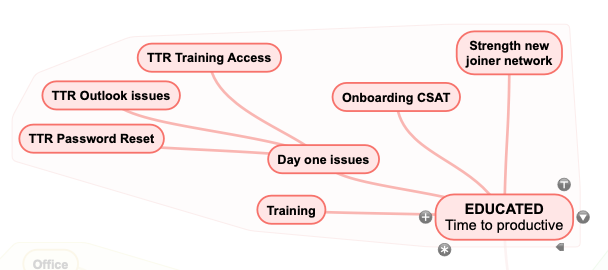 Strength new
joiner network
TTR Training Access
TTR Outlook issues
Onboarding CSAT
TTR Password Reset
Day one issues
Training
EDUCATED
Time to productive
Office